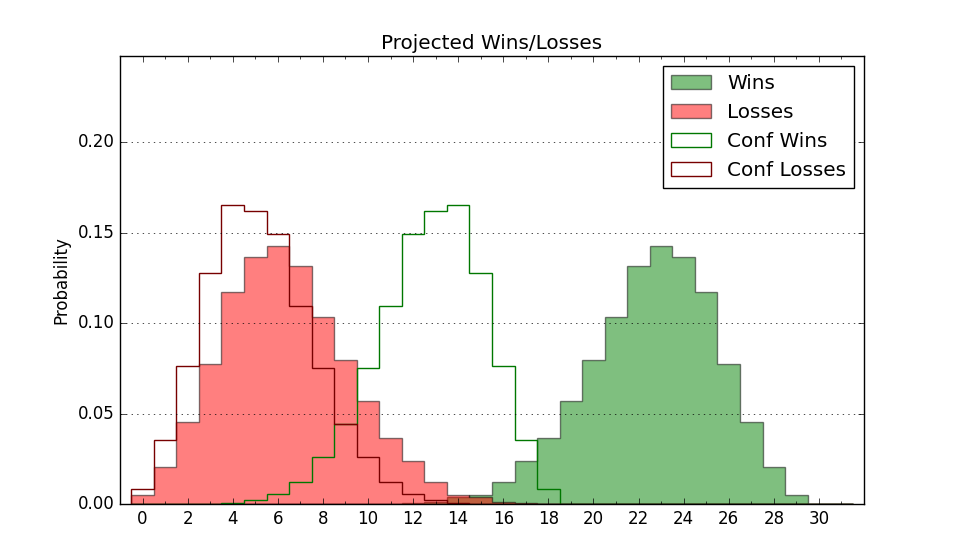 Projected Wins/Losses
Wins
Losses
Conf Wins
Conf Losses
Probability
0.20
0.15
0.10
0.05
0.00
0 2 4 6 8 10 12 14 16 18 20 22 24 26 28 30